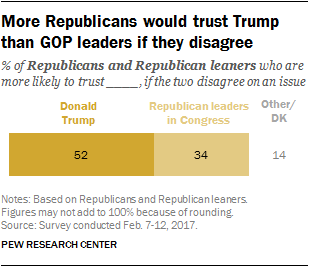 More Republicans would trust Trump
than GOP leaders if they disagree
% of Republicans and Republican leaners who are
more likely to trust ____, if the two disagree on an issue
Donald
Trump
Republican leaders
in Congress
Other/
DK
52
34
14
Notes: Based on Republicans and Republican leaners.
Figures may not add to 100% because of rounding.
Source: Survey conducted Feb. 7-12, 2017.
PEW RESEARCH CENTER